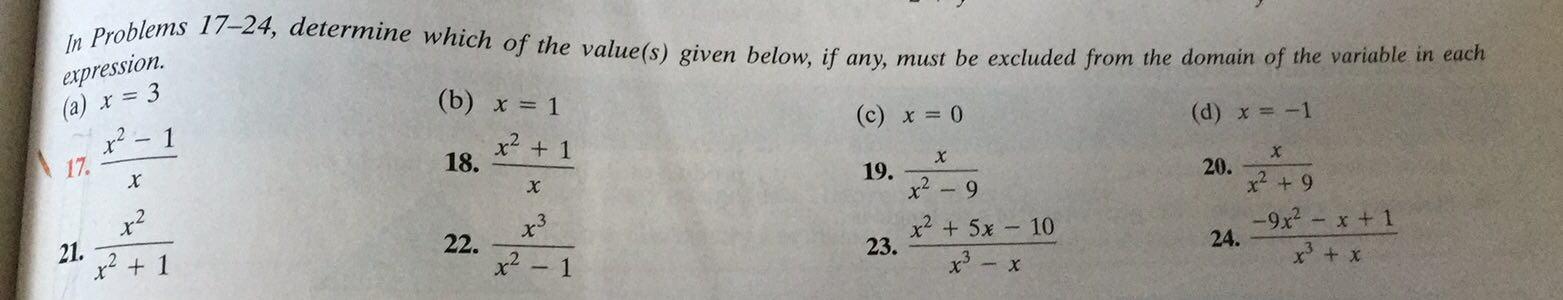 In Problems 17–24, determine which of the value(s) given below, if any, must be excluded from the domain of the variable in each
expression.
(a) x = 3 (b) x = 1 (c) x = 0 (d) x = −1
17. \frac{x^2 − 1}{x} 18. \frac{x^2 + 1}{x} 19. \frac{x}{x^2 − 9} 20. \frac{x}{x^2 + 9}
21. \frac{x^2}{x^2 + 1} 22. \frac{x^3}{x^2 − 1} 23. \frac{x^2 + 5x − 10}{x^3 − x} 24. \frac{−9x^2 − x + 1}{x^3 + x}